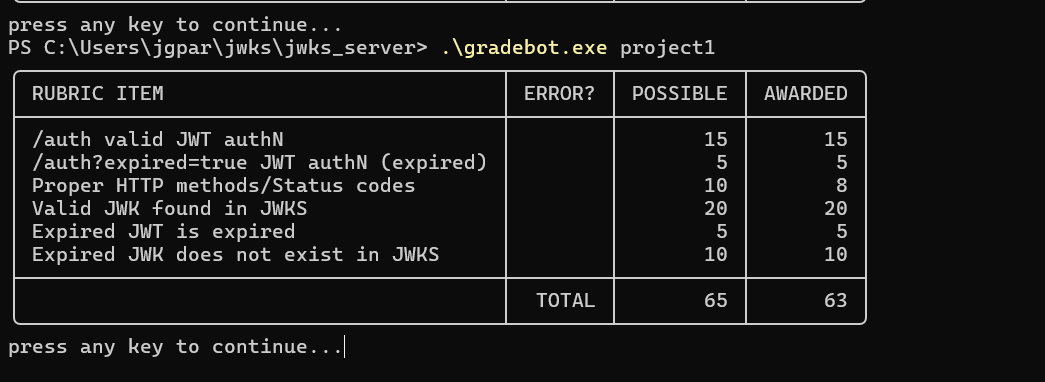 press any key to continue...
PS C:\Users\jgpar\jwks\jwks_server> .\gradebot.exe project1
RUBRIC ITEM ERROR? POSSIBLE AWARDED
/auth valid JWT authN 15 15
/auth?expired=true JWT authN (expired) 5 5
Proper HTTP methods/Status codes 10 8
Valid JWK found in JWKS 20 20
Expired JWT is expired 5 5
Expired JWK does not exist in JWKS 10 10
TOTAL 65 63
press any key to continue...